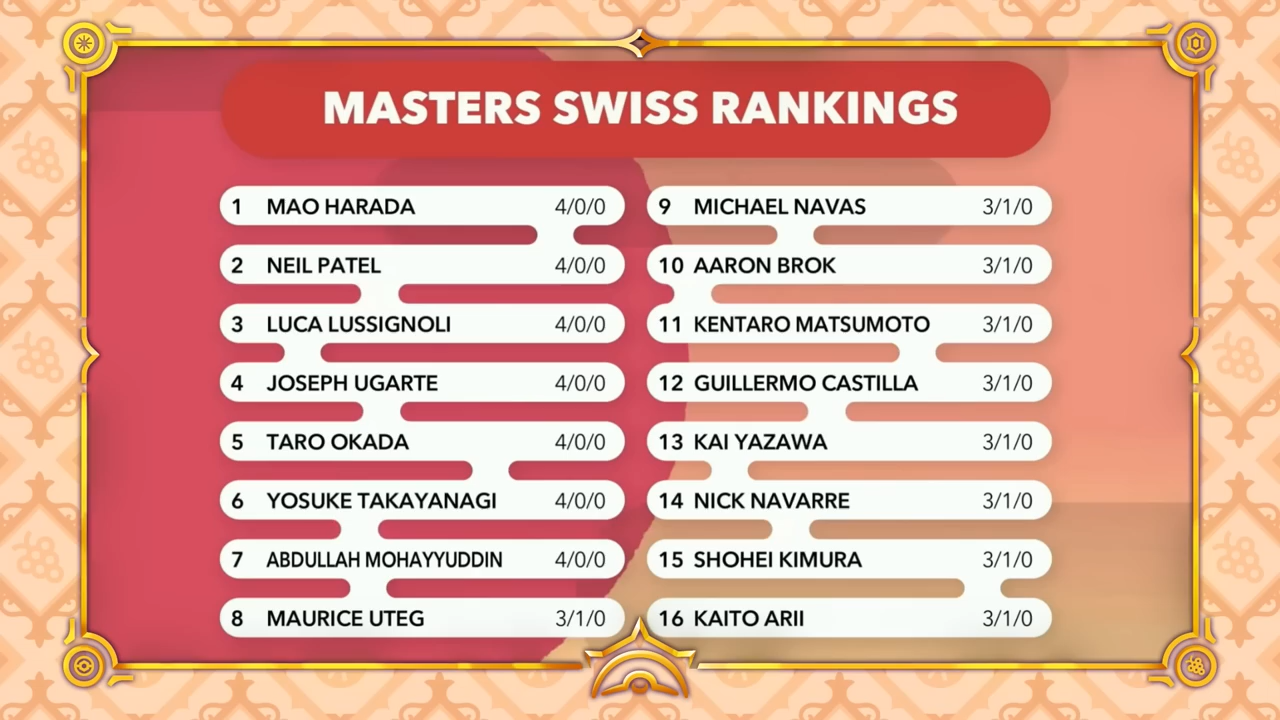 MASTERS SWISS RANKINGS
1 MAO HARADA 4/0/0
2 NEIL PATEL 4/0/0
3 LUCA LUSSIGNOLI 4/0/0
4 JOSEPH UGARTE 4/0/0
5 TARO OKADA 4/0/0
6 YOSUKE TAKAYANAGI 4/0/0
7 ABDULLAH MOHAYYUDDIN 4/0/0
8 MAURICE UTEG 3/1/0
9 MICHAEL NAVAS 3/1/0
10 AARON BROK 3/1/0
11 KENTARO MATSUMOTO 3/1/0
12 GUILLERMO CASTILLA 3/1/0
13 KAI YAZAWA 3/1/0
14 NICK NAVARRE 3/1/0
15 SHOHEI KIMURA 3/1/0
16 KAITO ARII 3/1/0